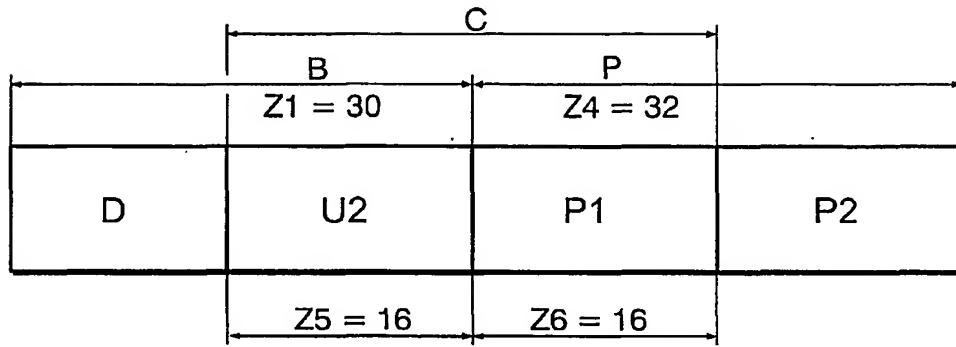 C
B P
Z1 = 30 Z4 = 32
D U2 P1 P2
Z5 = 16 Z6 = 16